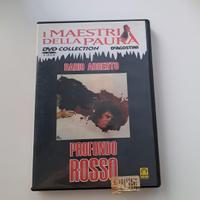 I MAESTRI
DELLA PAURA
DVD COLLECTION DeAGOSTINI
DARIO ARGENTO
PROFONDO
ROSSO